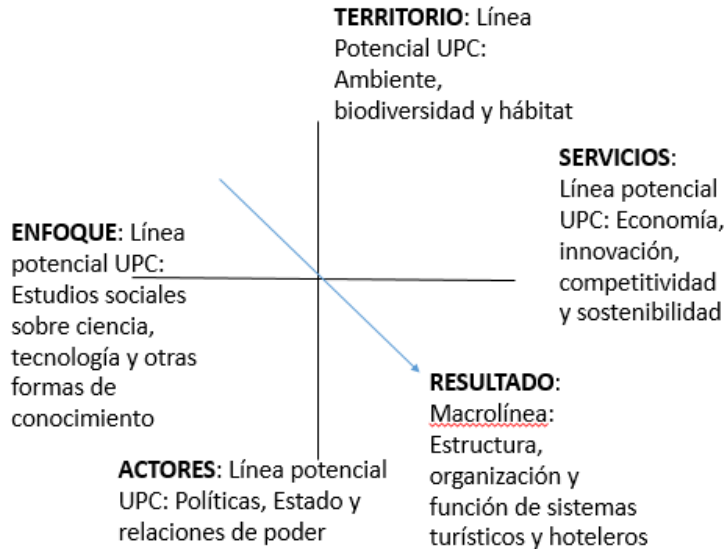 TERRITORIO: Línea
Potencial UPC:
Ambiente,
biodiversidad y hábitat
SERVICIOS:
Línea potencial
UPC: Economía,
innovación,
competitividad
y sostenibilidad
ENFOQUE: Línea
potencial UPC:
Estudios sociales
sobre ciencia,
tecnología y otras
formas de
conocimiento
RESULTADO:
Macrolínea:
Estructura,
organización y
función de sistemas
turísticos y hoteleros
ACTORES: Línea potencial
UPC: Políticas, Estado y
relaciones de poder